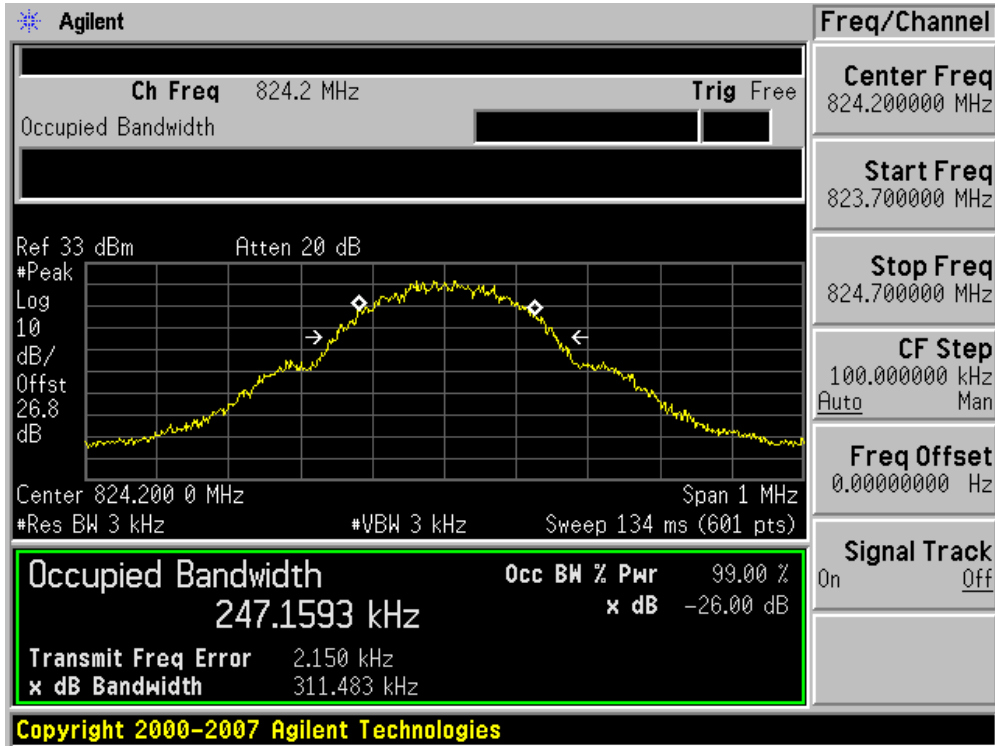 Agilent
Freq/Channel
Ch Freq 824.2 MHz Trig Free
Occupied Bandwidth
Center Freq
824.200000 MHz
Start Freq
823.700000 MHz
Stop Freq
824.700000 MHz
CF Step
100.000000 kHz
Auto Man
Freq Offset
0.00000000 Hz
Signal Track
On Off
Ref 33 dBm Atten 20 dB
#Peak
Log
10
dB/
Offst
26.8
dB
Center 824.200 0 MHz Span 1 MHz
#Res BW 3 kHz #VBW 3 kHz Sweep 134 ms (601 pts)
Occupied Bandwidth Occ BW % Pwr 99.00 %
247.1593 kHz x dB -26.00 dB
Transmit Freq Error 2.150 kHz
x dB Bandwidth 311.483 kHz
Copyright 2000-2007 Agilent Technologies